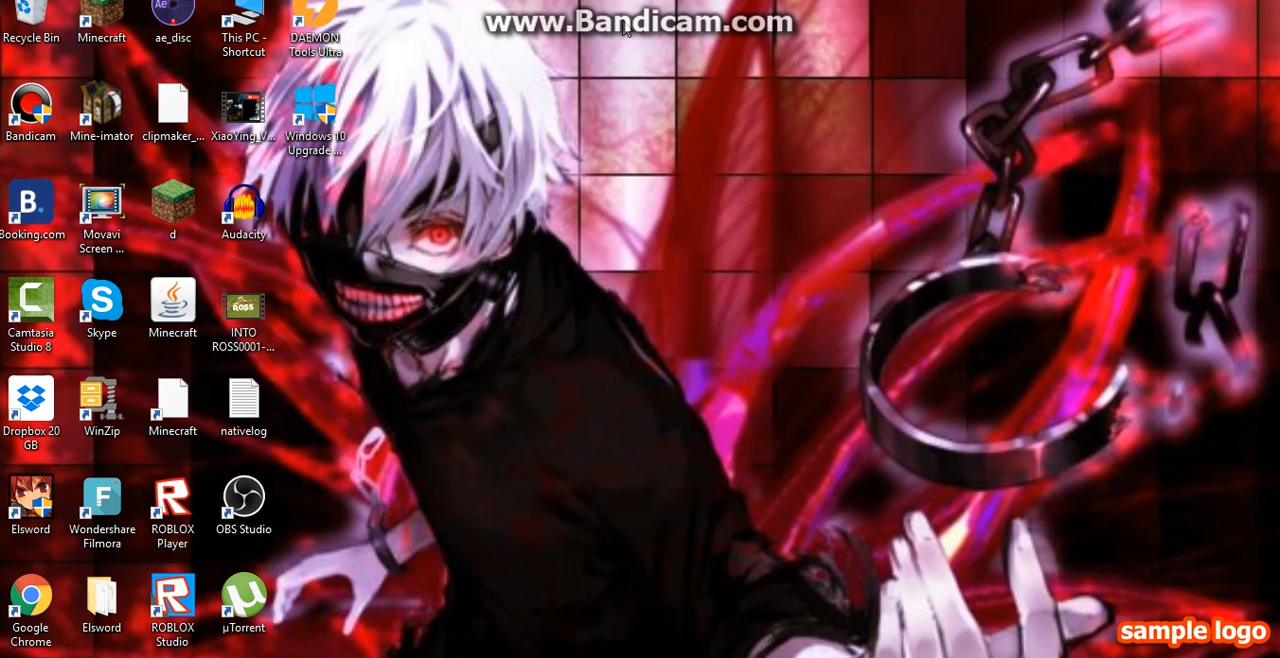 www.Bandicam.com
Recycle Bin
Minecraft
Ae
ae_disc
This PC -
Shortcut
DAEMON
Tools Ultra
Bandicam
Mine-imator
clipmaker_...
XiaoYing_V...
Windows 10
Upgrade ...
B.
Booking.com
Movavi
Screen ...
d
Audacity
C
Camtasia
Studio 8
S
Skype
Minecraft
ROSS
INTO
ROSS0001-...
Dropbox 20
GB
WinZip
Minecraft
nativelog
Elsword
F
Wondershare
Filmora
R
ROBLOX
Player
OBS Studio
Google
Chrome
Elsword
R
ROBLOX
Studio
µ
µTorrent
sample logo